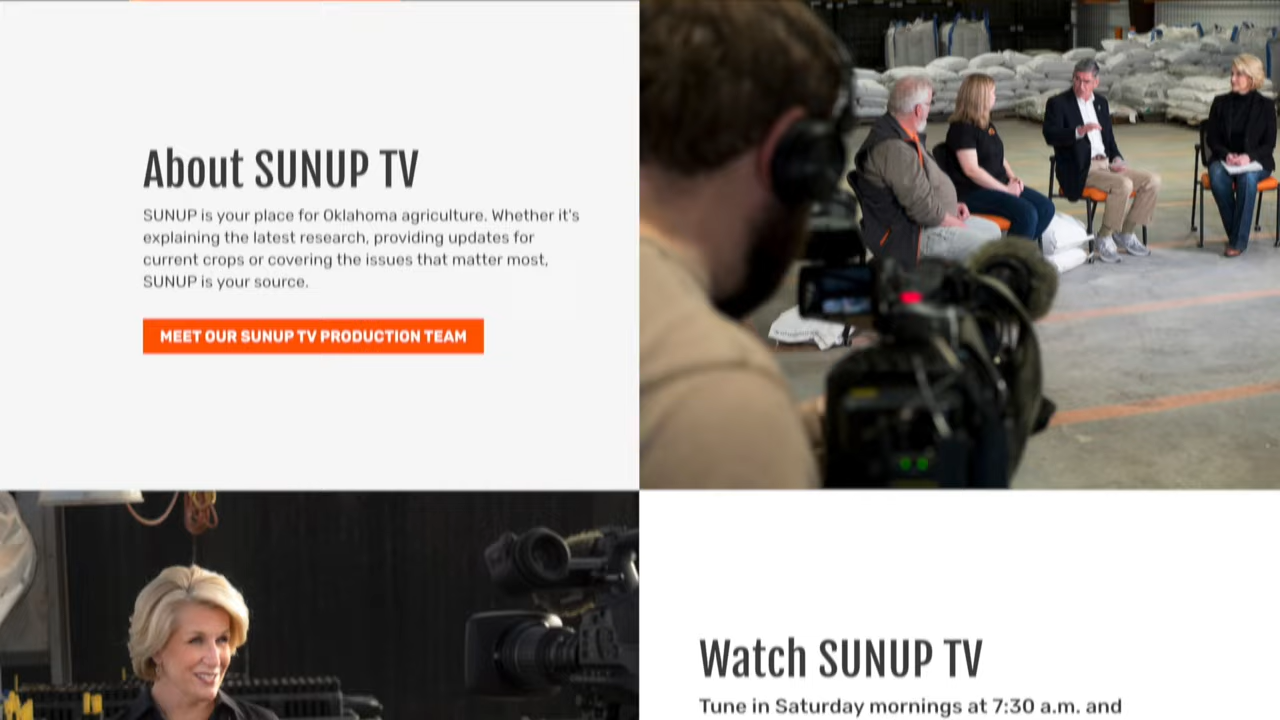 About SUNUP TV
SUNUP is your place for Oklahoma agriculture. Whether it's
explaining the latest research, providing updates for
current crops or covering the issues that matter most,
SUNUP is your source.
MEET OUR SUNUP TV PRODUCTION TEAM
Watch SUNUP TV
Tune in Saturday mornings at 7:30 a.m. and